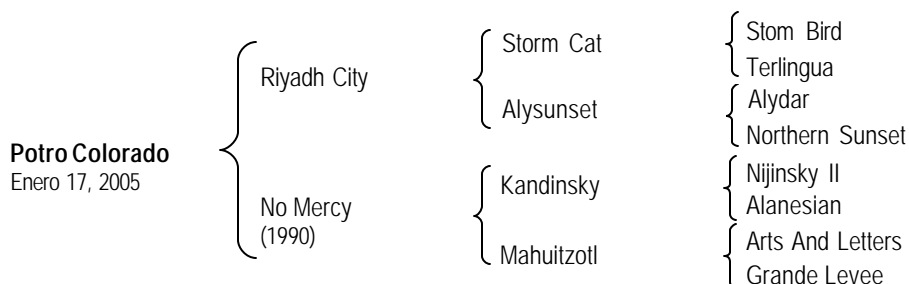 Potro Colorado
Enero 17, 2005
Riyadh City
No Mercy
(1990)
Storm Cat
Alysunset
Kandinsky
Mahuitzotl
Stom Bird
Terlingua
Alydar
Northern Sunset
Nijinsky II
Alanesian
Arts And Letters
Grande Levee